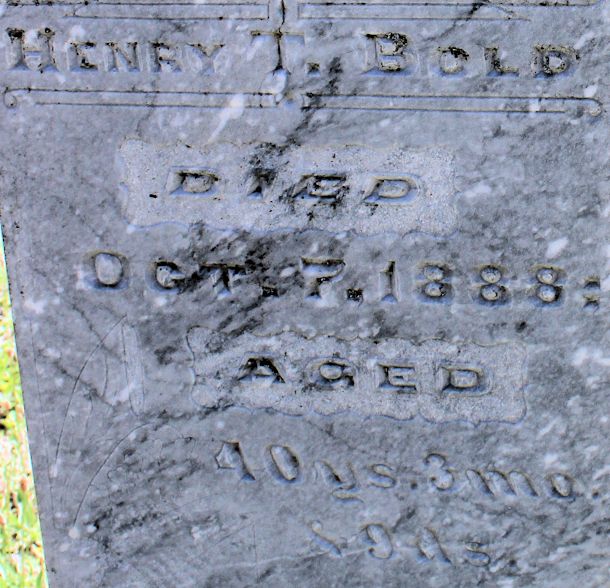 HENRY T. BOLD
DIED
OCT. 7. 1888:
AGED
40 ys. 3 mo.
& 9 ds.